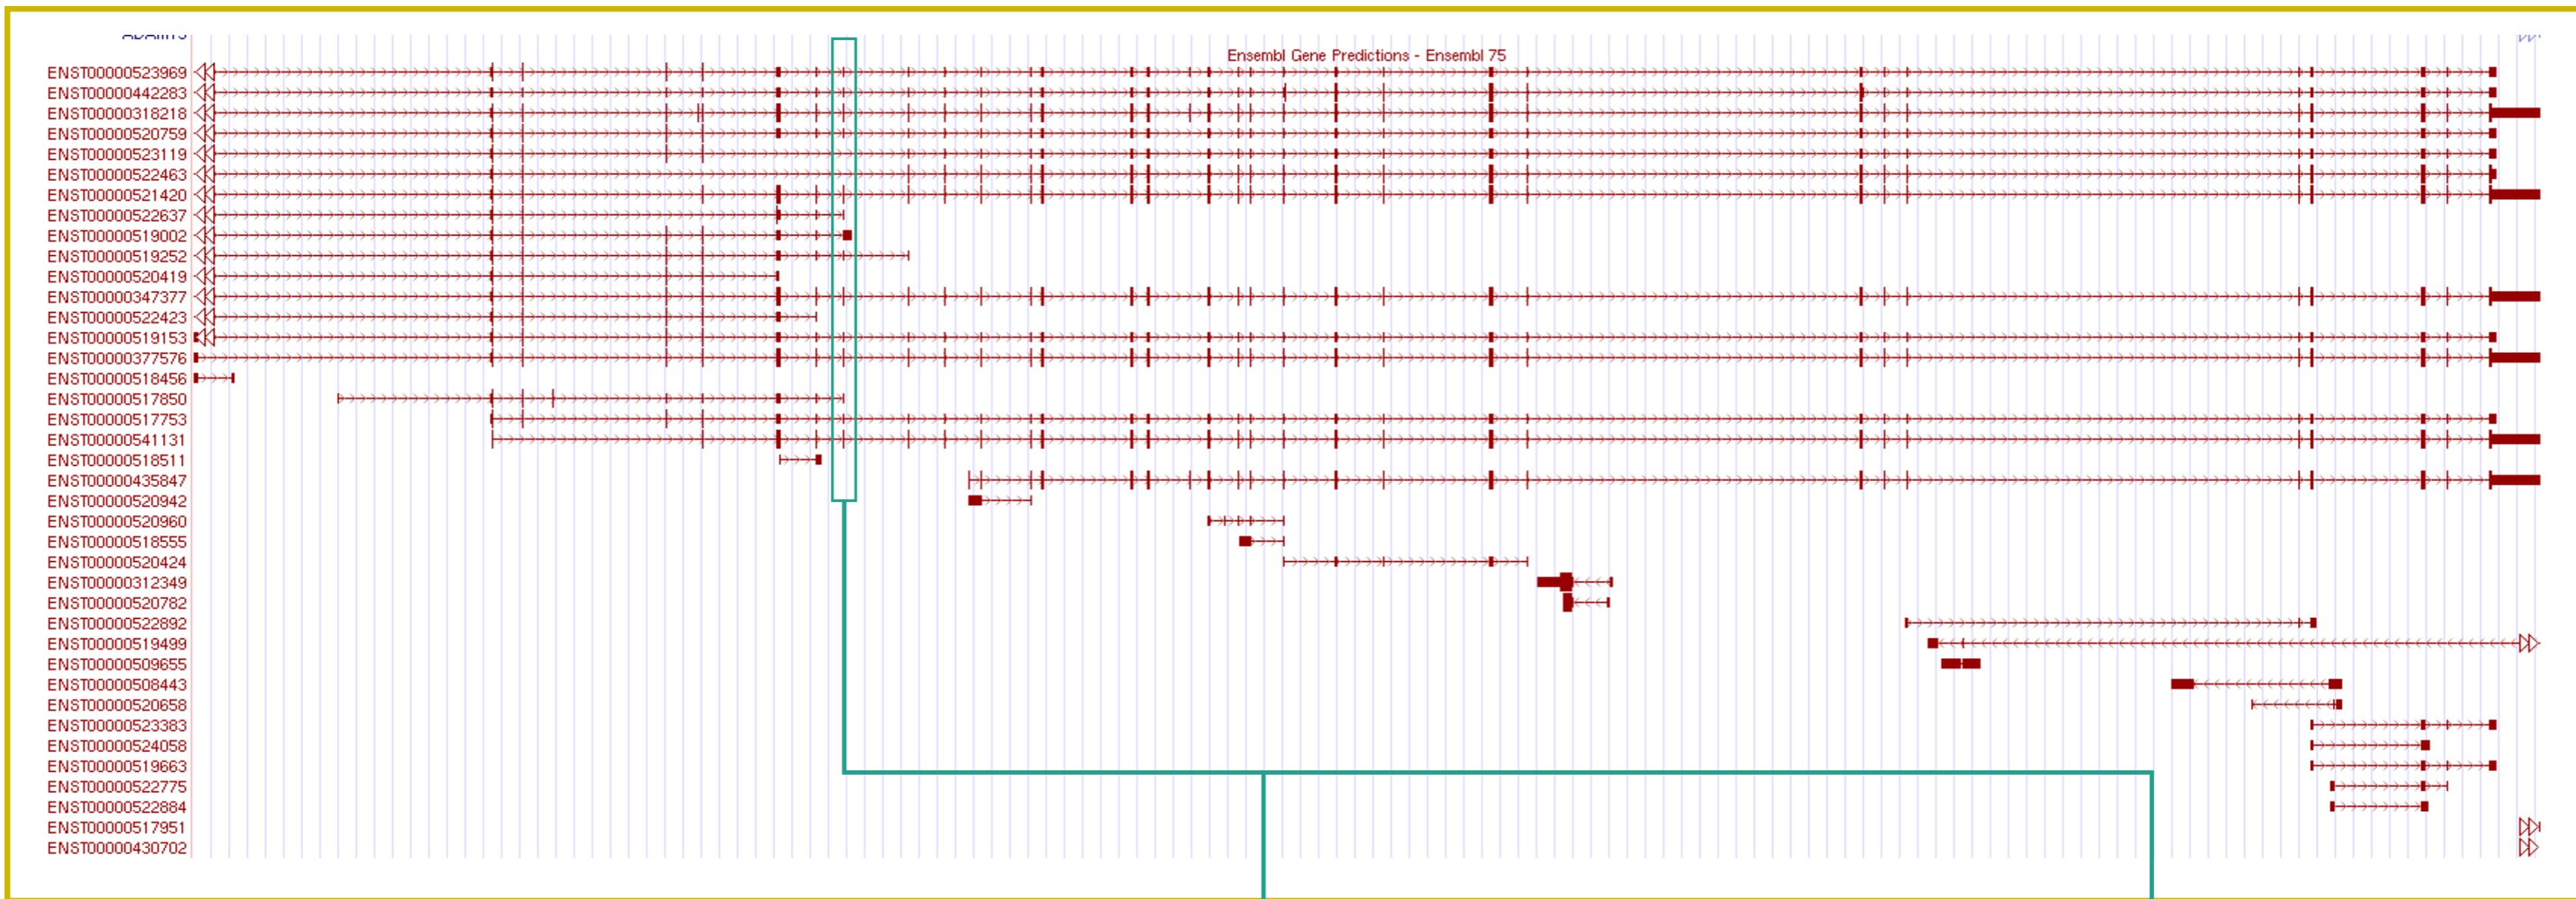 Ensembl Gene Predictions - Ensembl 75
ENST00000523969
ENST00000442283
ENST00000318218
ENST00000520759
ENST00000523119
ENST00000522463
ENST00000521420
ENST00000522637
ENST00000519002
ENST00000519252
ENST00000520419
ENST00000347377
ENST00000522423
ENST00000519153
ENST00000377576
ENST00000518456
ENST00000517850
ENST00000517753
ENST00000541131
ENST00000518511
ENST00000435847
ENST00000520942
ENST00000520960
ENST00000518555
ENST00000520424
ENST00000312349
ENST00000520782
ENST00000522892
ENST00000519499
ENST00000509655
ENST00000508443
ENST00000520658
ENST00000523383
ENST00000524058
ENST00000519663
ENST00000522775
ENST00000522884
ENST00000517951
ENST00000430702